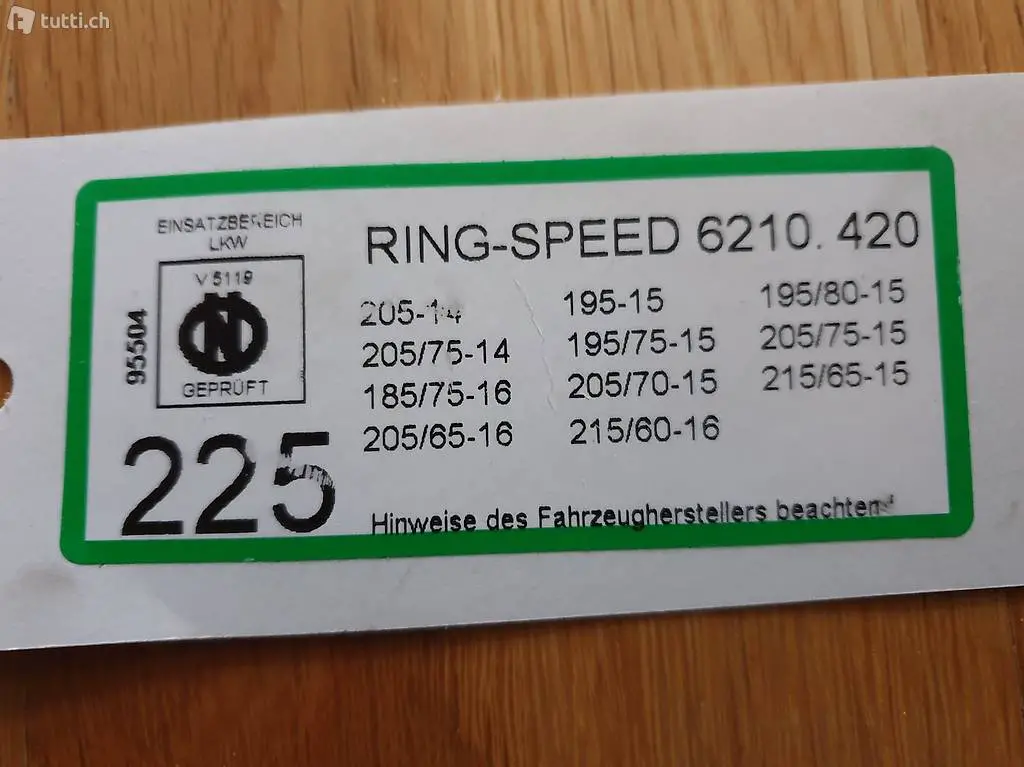 tutti.ch
EINSATZBEREICH
LKW
V 5119
N
GEPRÜFT
95504
225
RING-SPEED 6210. 420
205-14 195-15 195/80-15
205/75-14 195/75-15 205/75-15
185/75-16 205/70-15 215/65-15
205/65-16 215/60-16
Hinweise des Fahrzeugherstellers beachten